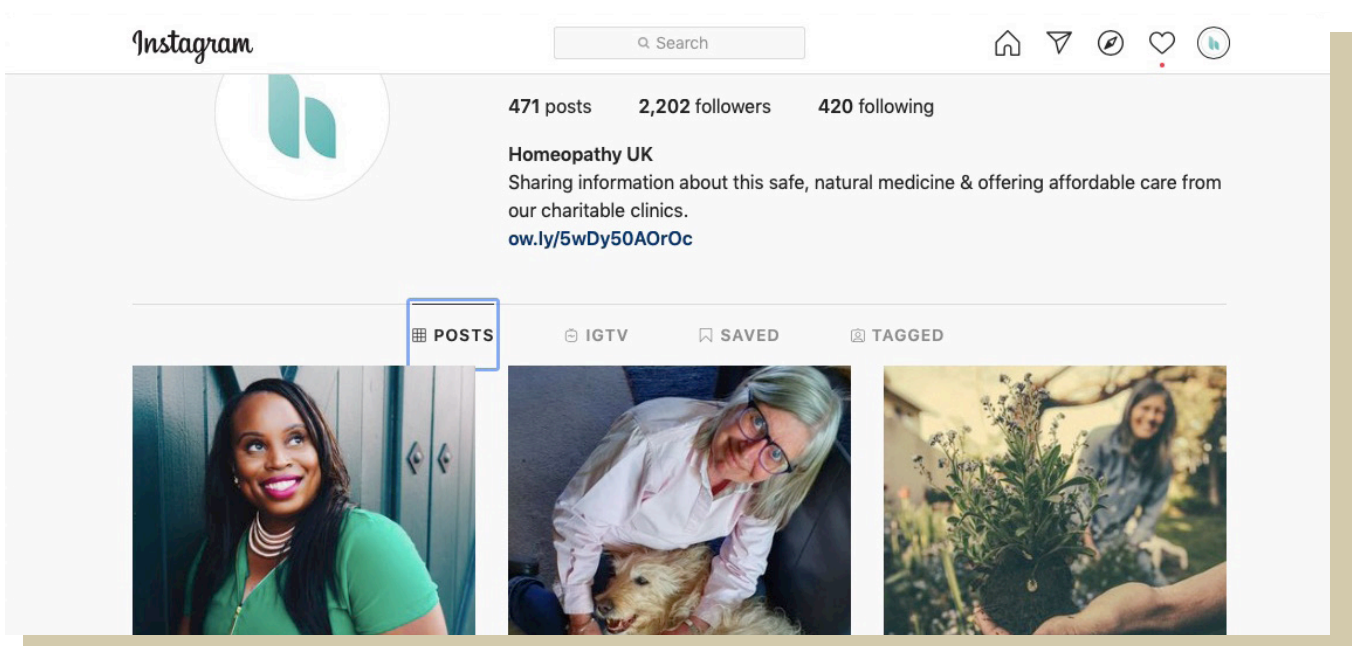 Instagram
Search
471 posts 2,202 followers 420 following
Homeopathy UK
Sharing information about this safe, natural medicine & offering affordable care from
our charitable clinics.
ow.ly/5wDy50AOrOc
POSTS IGTV SAVED TAGGED